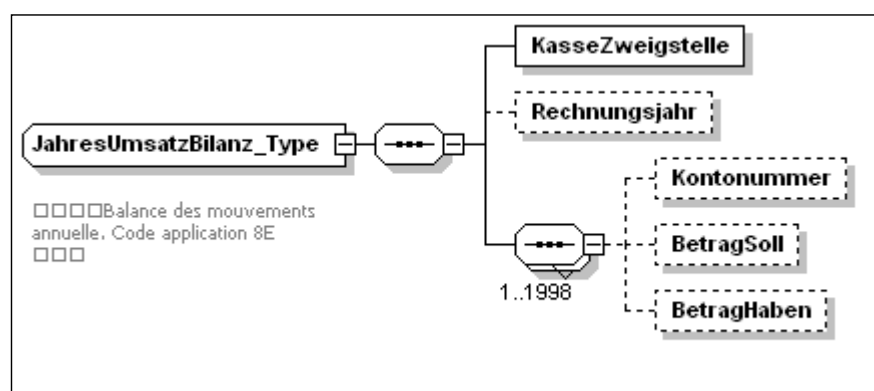 KasseZweigstelle
Rechnungsjahr
JahresUmsatzBilanz_Type
Kontonummer
□□□□Balance des mouvements
annuelle. Code application 8E
□□□
BetragSoll
1..1998
BetragHaben